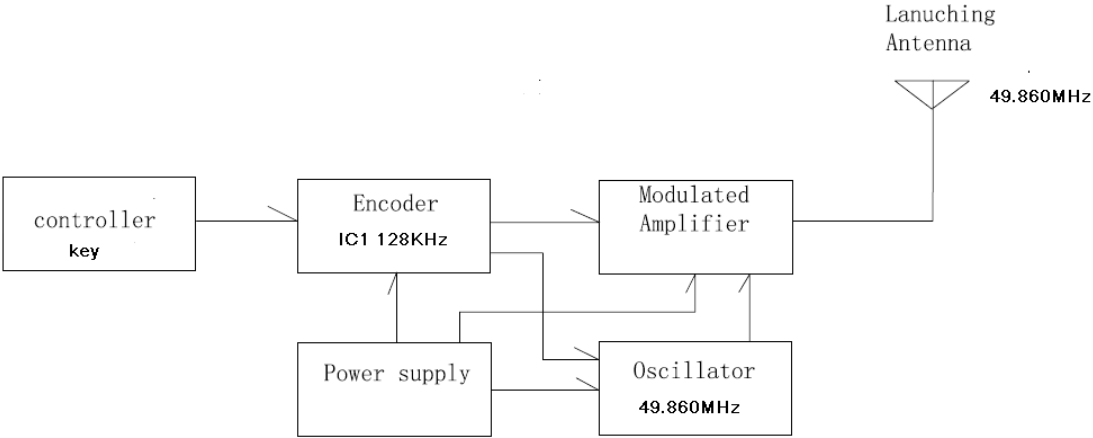 Lanuching
Antenna
49.860MHz
controller
key
Encoder
IC1 128KHz
Modulated
Amplifier
Power supply
Oscillator
49.860MHz